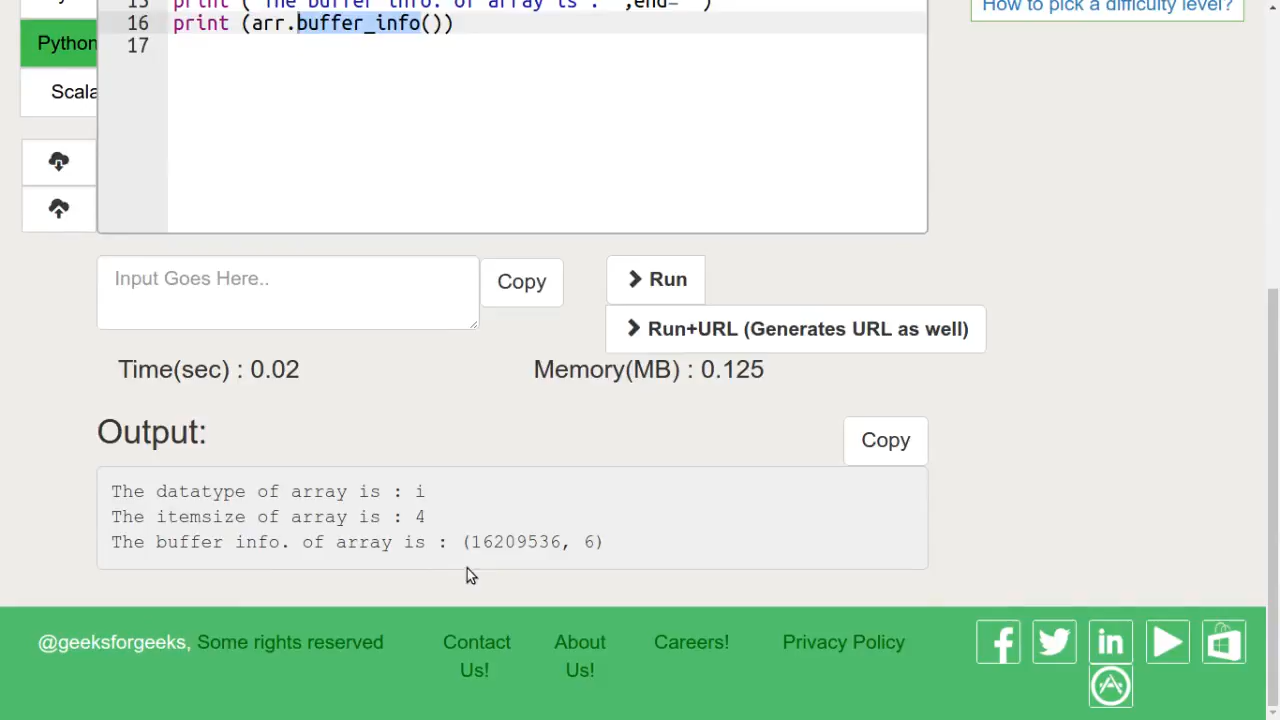 15 print ("The buffer info. of array is : ",end=" ")
How to pick a difficulty level?
16 print (arr.buffer_info())
17
Python
Scala
Input Goes Here..
Copy
Run
Run+URL (Generates URL as well)
Time(sec) : 0.02
Memory(MB) : 0.125
Output:
Copy
The datatype of array is : i
The itemsize of array is : 4
The buffer info. of array is : (16209536, 6)
@geeksforgeeks, Some rights reserved
Contact
Us!
About
Us!
Careers!
Privacy Policy